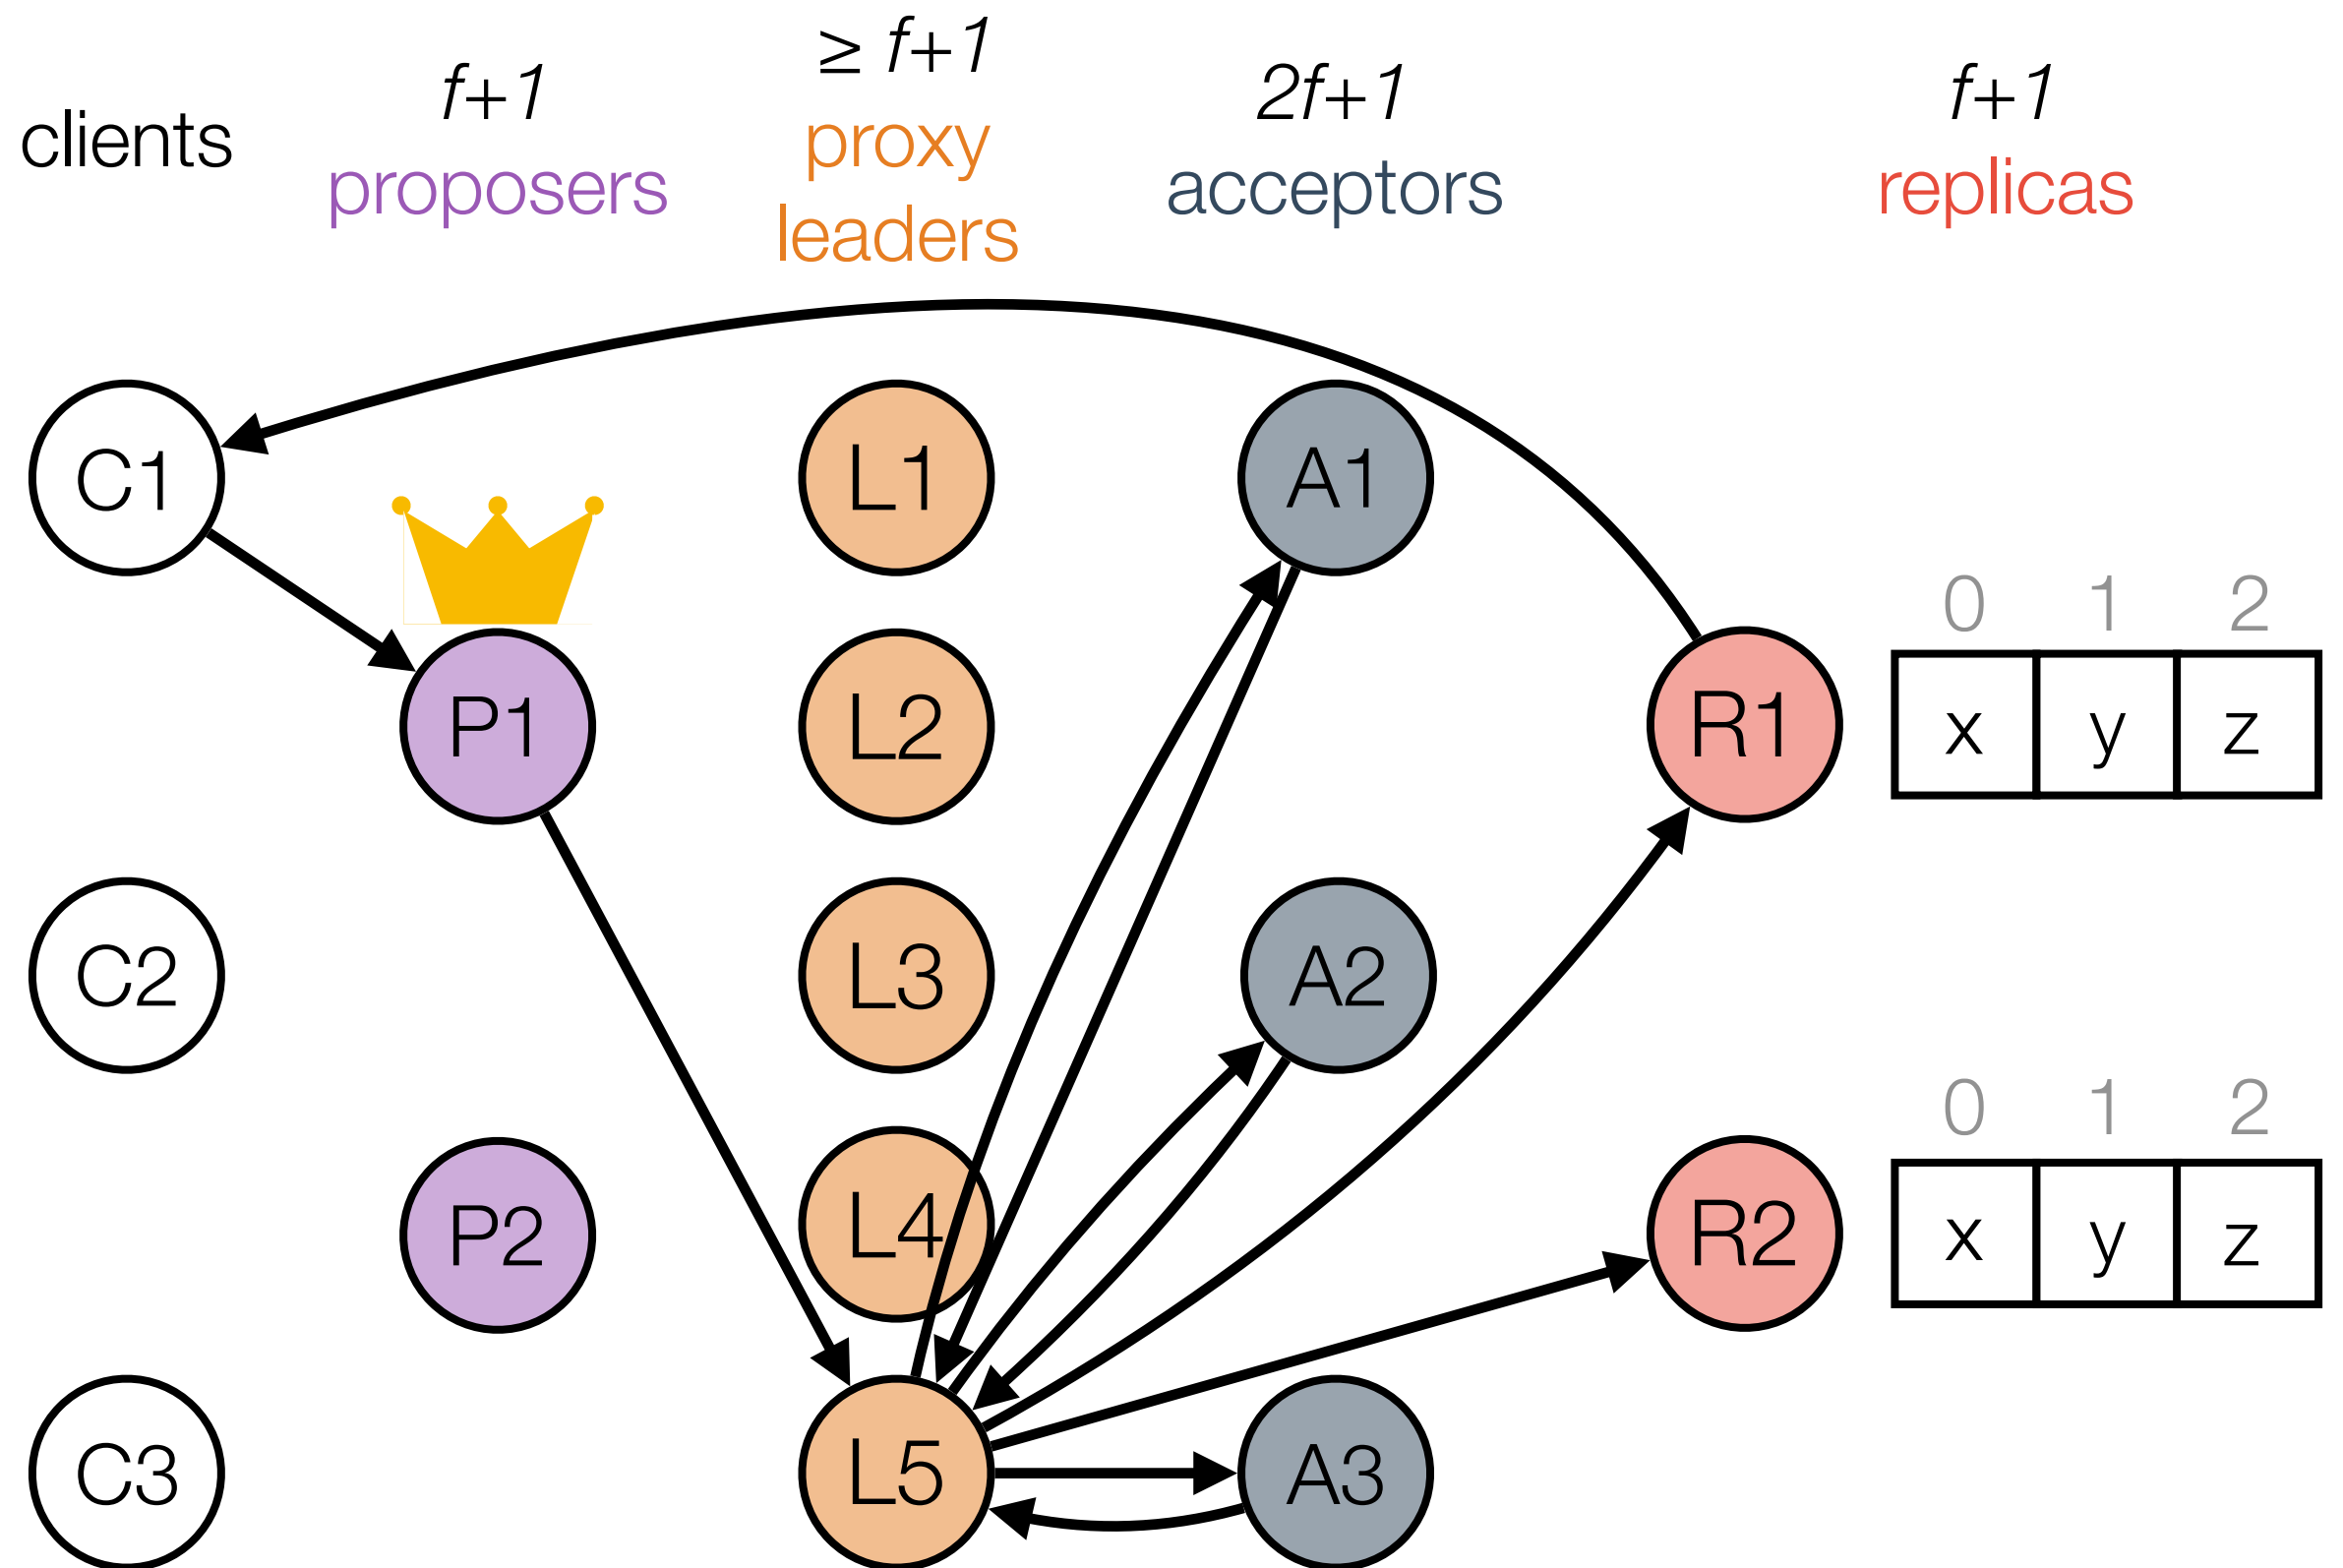 clients
f+1
proposers
≥ f+1
proxy
leaders
2f+1
acceptors
f+1
replicas
C1
L1
A1
0 1 2
P1
L2
R1
x y z
C2
L3
A2
0 1 2
P2
L4
R2
x y z
C3
L5
A3